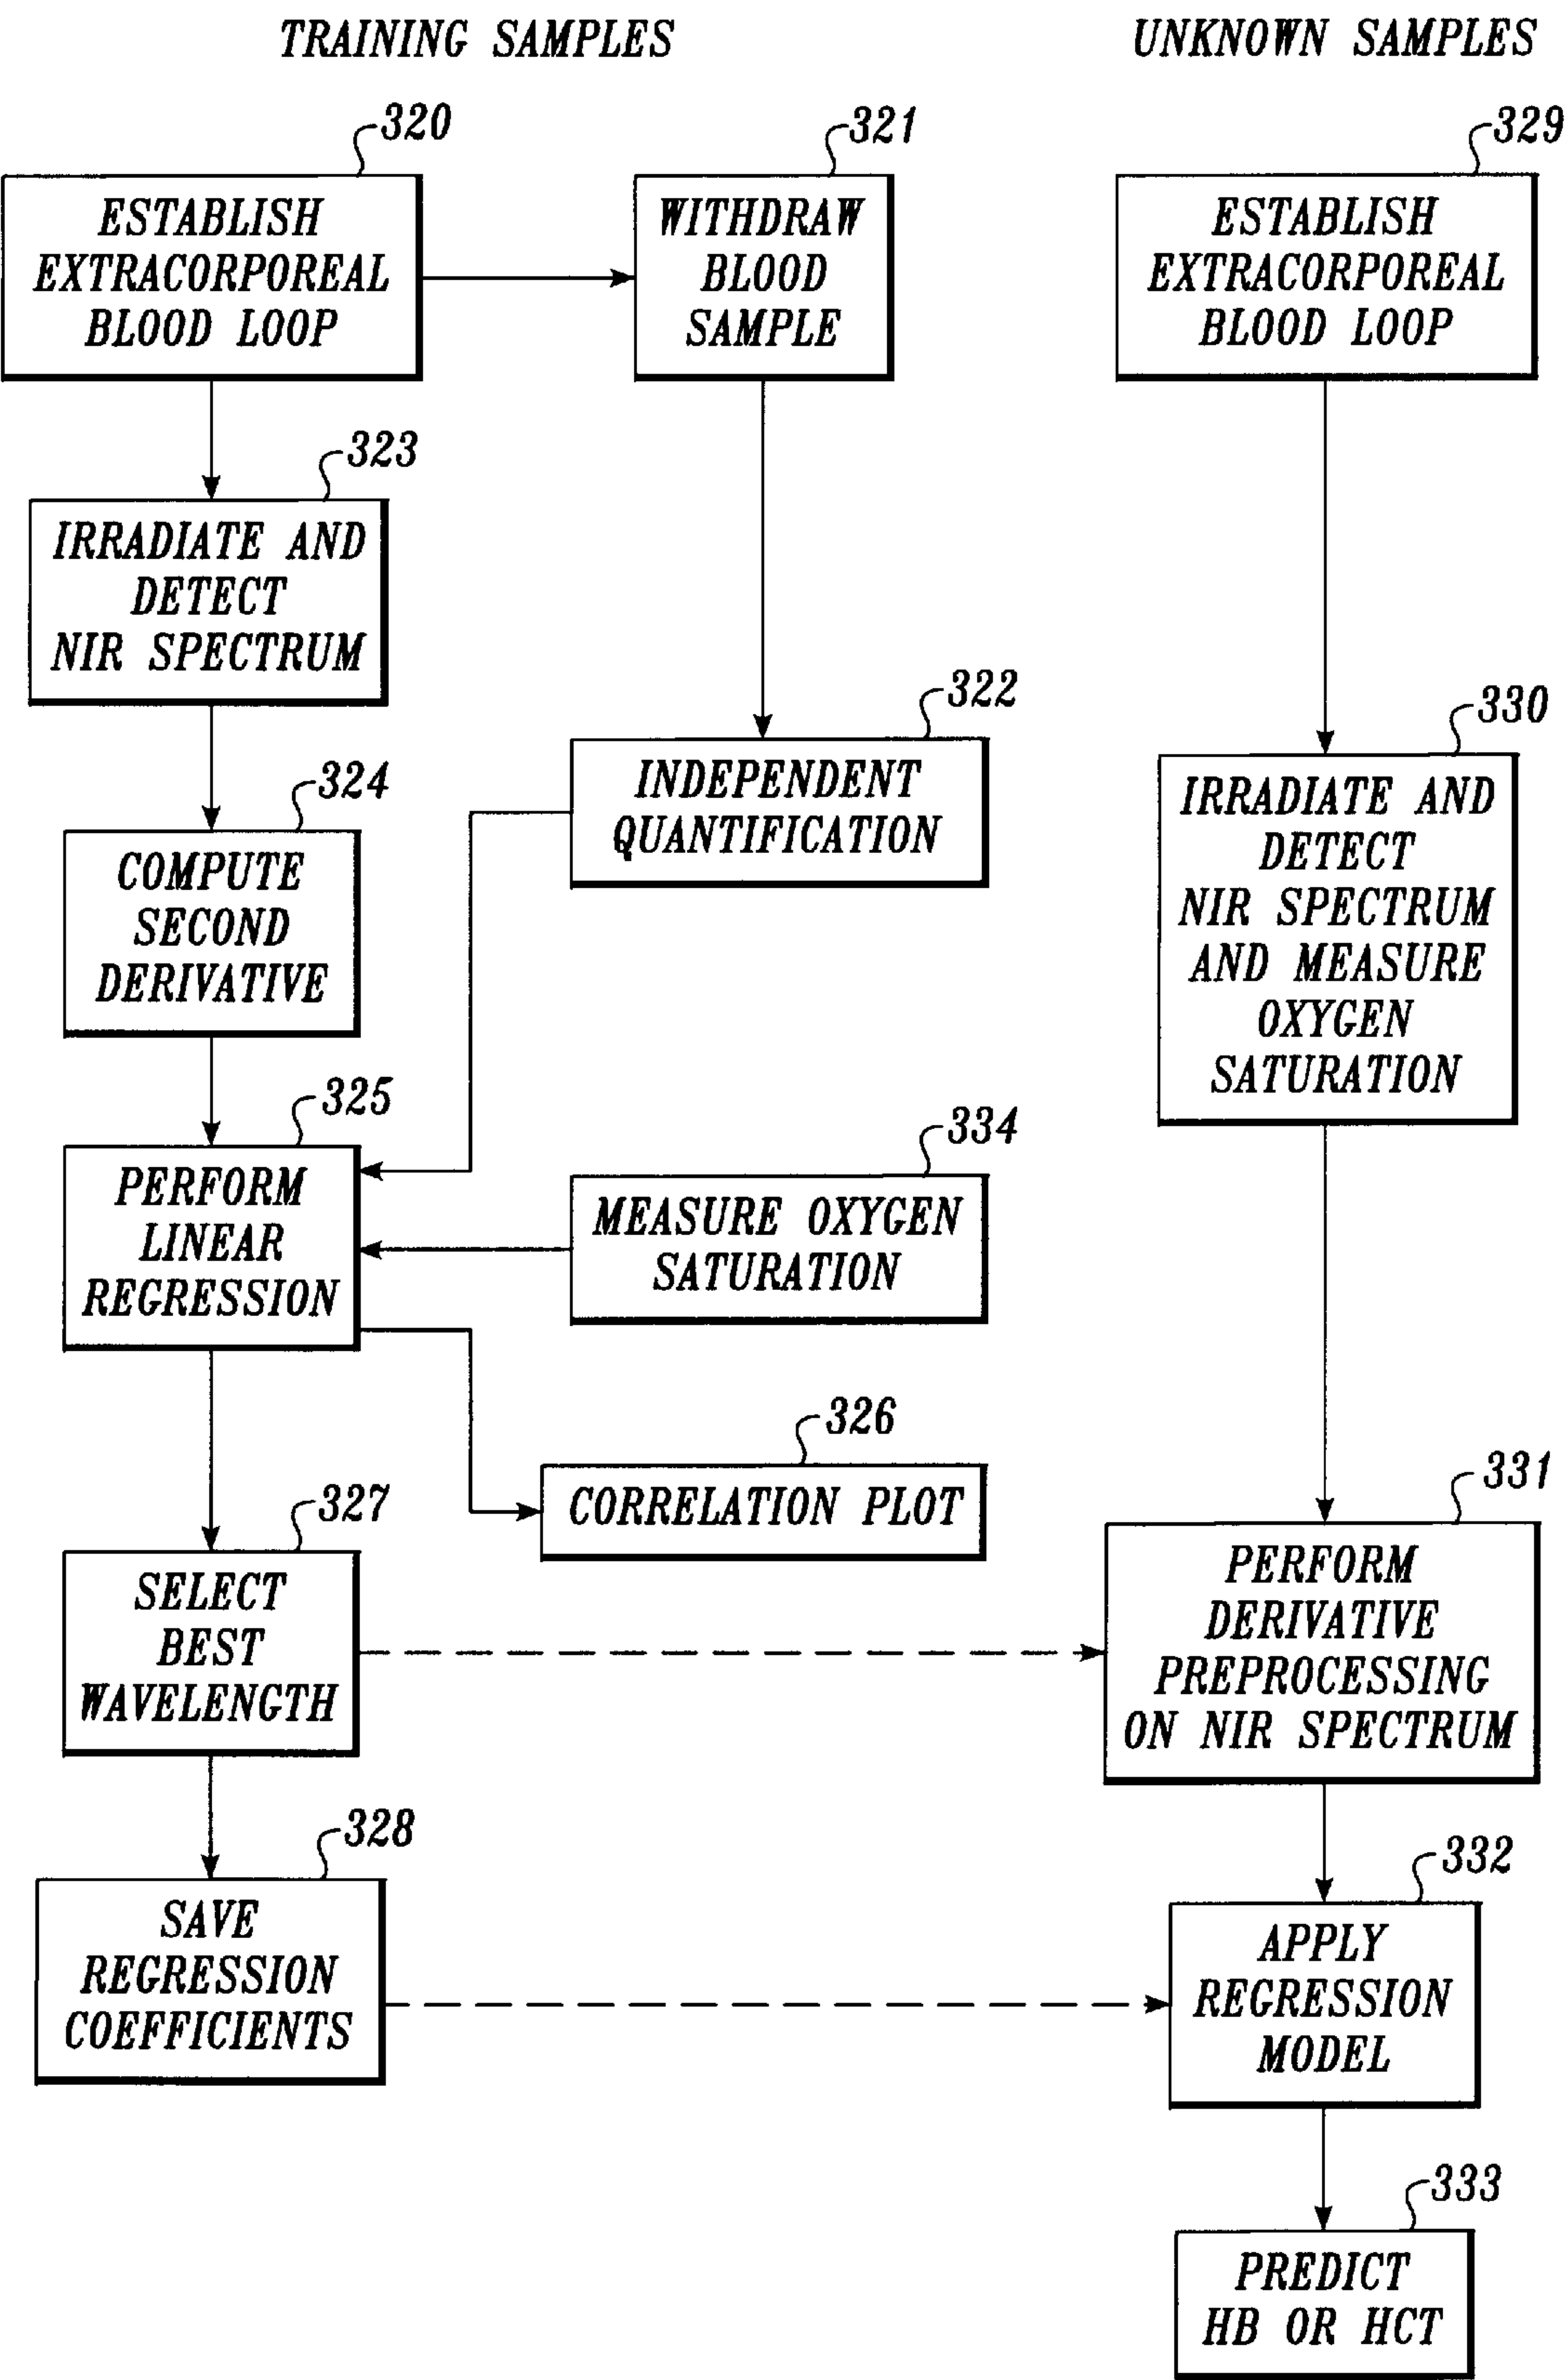 TRAINING SAMPLES
320
ESTABLISH
EXTRACORPOREAL
BLOOD LOOP
321
WITHDRAW
BLOOD
SAMPLE
323
IRRADIATE AND
DETECT
NIR SPECTRUM
322
INDEPENDENT
QUANTIFICATION
324
COMPUTE
SECOND
DERIVATIVE
325
PERFORM
LINEAR
REGRESSION
334
MEASURE OXYGEN
SATURATION
326
CORRELATION PLOT
327
SELECT
BEST
WAVELENGTH
328
SAVE
REGRESSION
COEFFICIENTS
UNKNOWN SAMPLES
329
ESTABLISH
EXTRACORPOREAL
BLOOD LOOP
330
IRRADIATE AND
DETECT
NIR SPECTRUM
AND MEASURE
OXYGEN
SATURATION
331
PERFORM
DERIVATIVE
PREPROCESSING
ON NIR SPECTRUM
332
APPLY
REGRESSION
MODEL
333
PREDICT
HB OR HCT